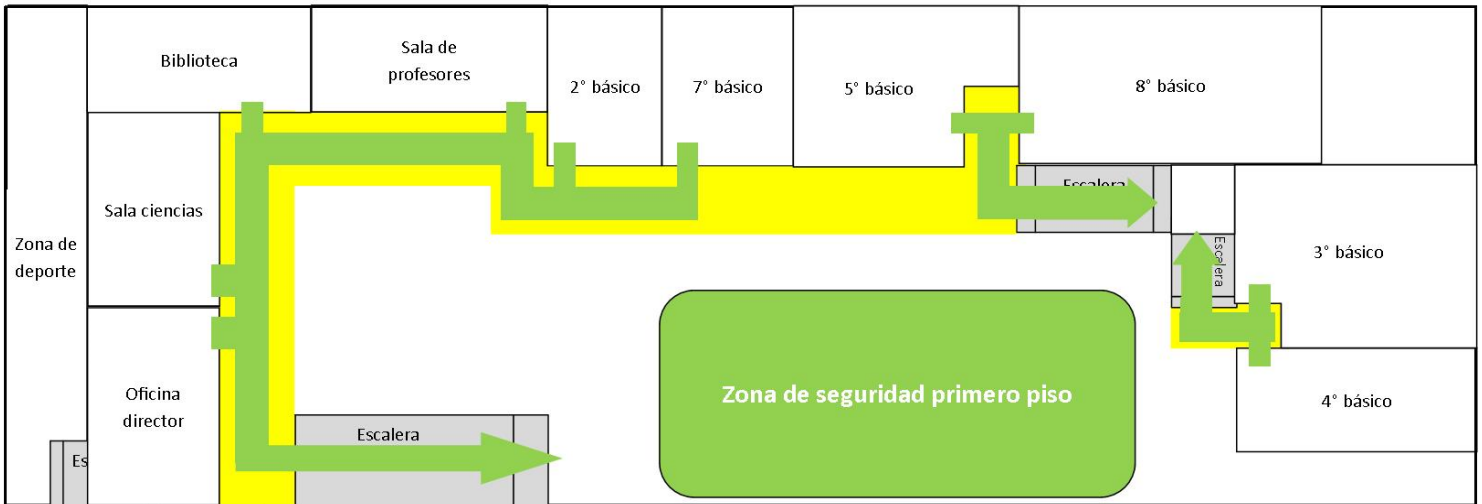 Biblioteca
Sala de
profesores
2° básico
7° básico
5° básico
8° básico
Sala ciencias
Escalera
Zona de
deporte
Escalera
3° básico
Oficina
director
Zona de seguridad primero piso
4° básico
Escalera
Es